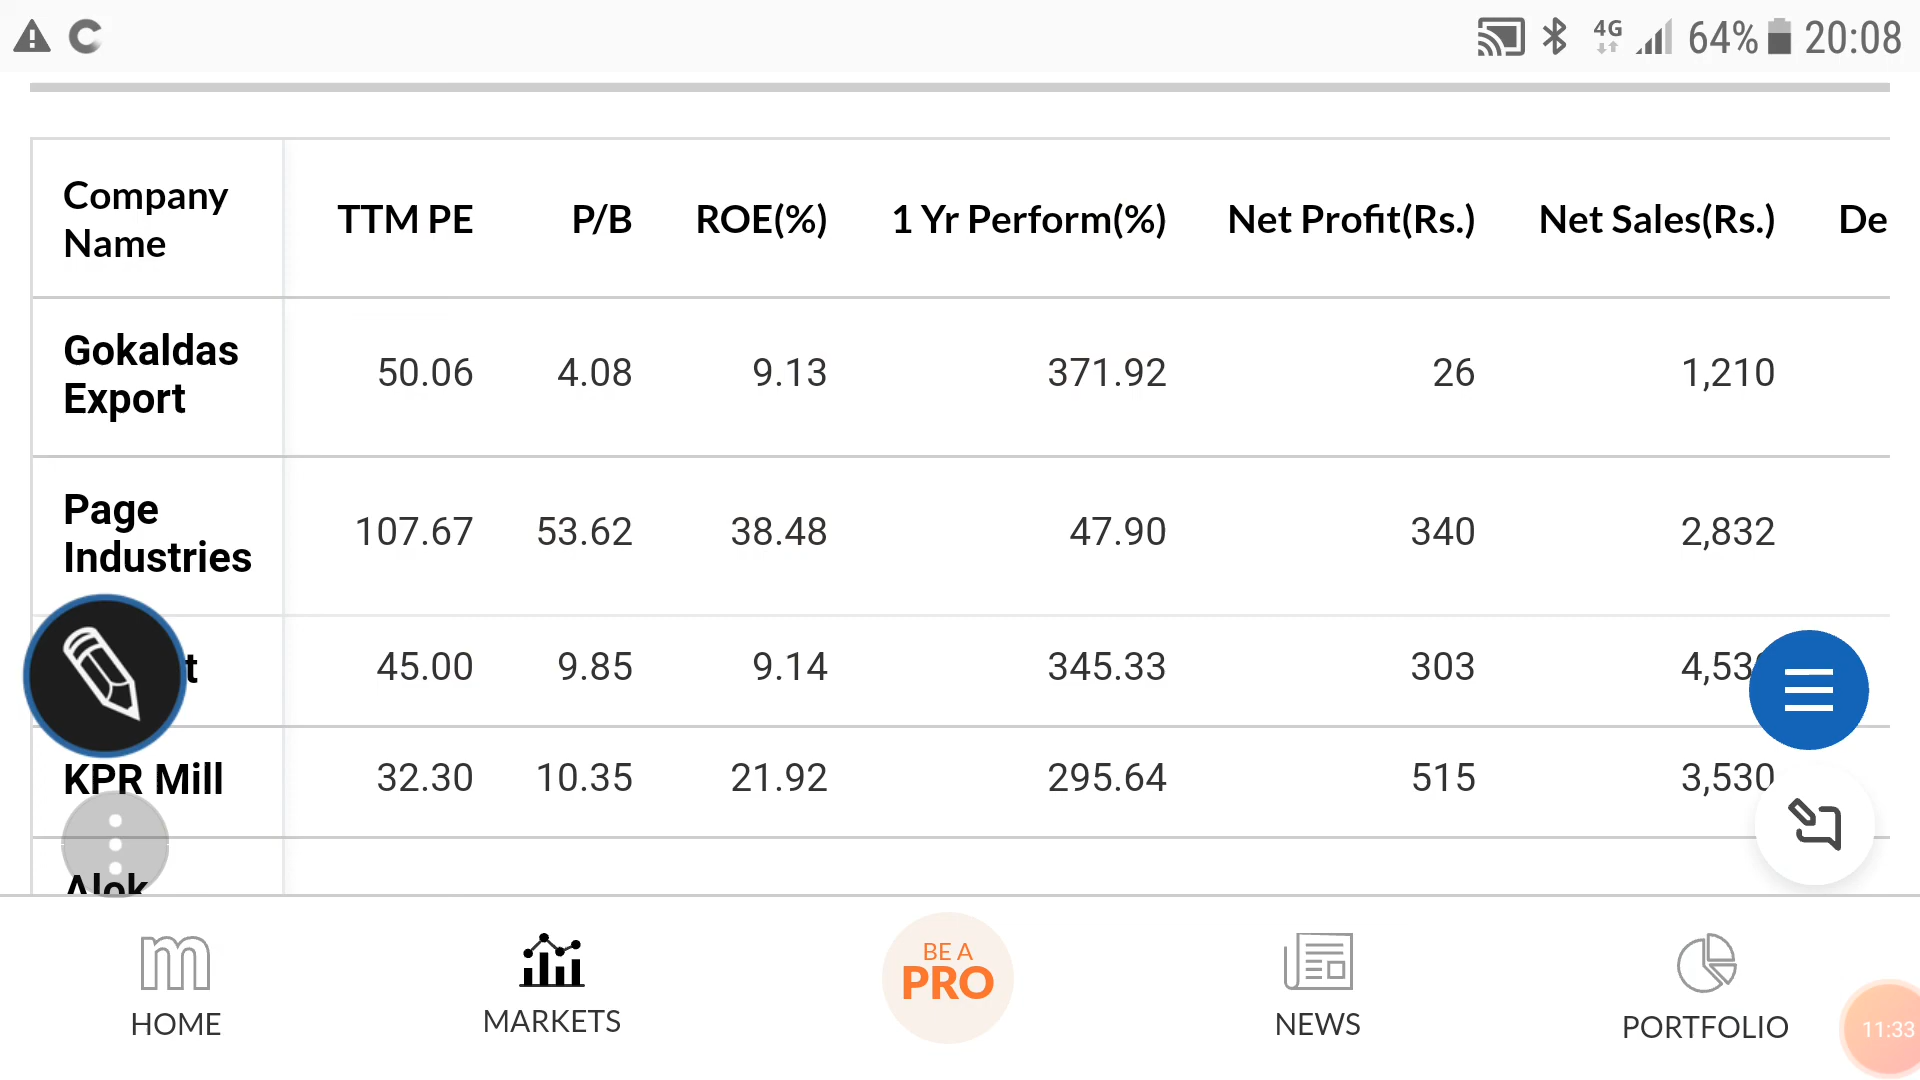 4G 64% 20:08
Company Name TTM PE P/B ROE(%) 1 Yr Perform(%) Net Profit(Rs.) Net Sales(Rs.) De
Gokaldas Export 50.06 4.08 9.13 371.92 26 1,210
Page Industries 107.67 53.62 38.48 47.90 340 2,832
t 45.00 9.85 9.14 345.33 303 4,53
KPR Mill 32.30 10.35 21.92 295.64 515 3,530
Alok
HOME MARKETS BE A PRO NEWS PORTFOLIO
11:33